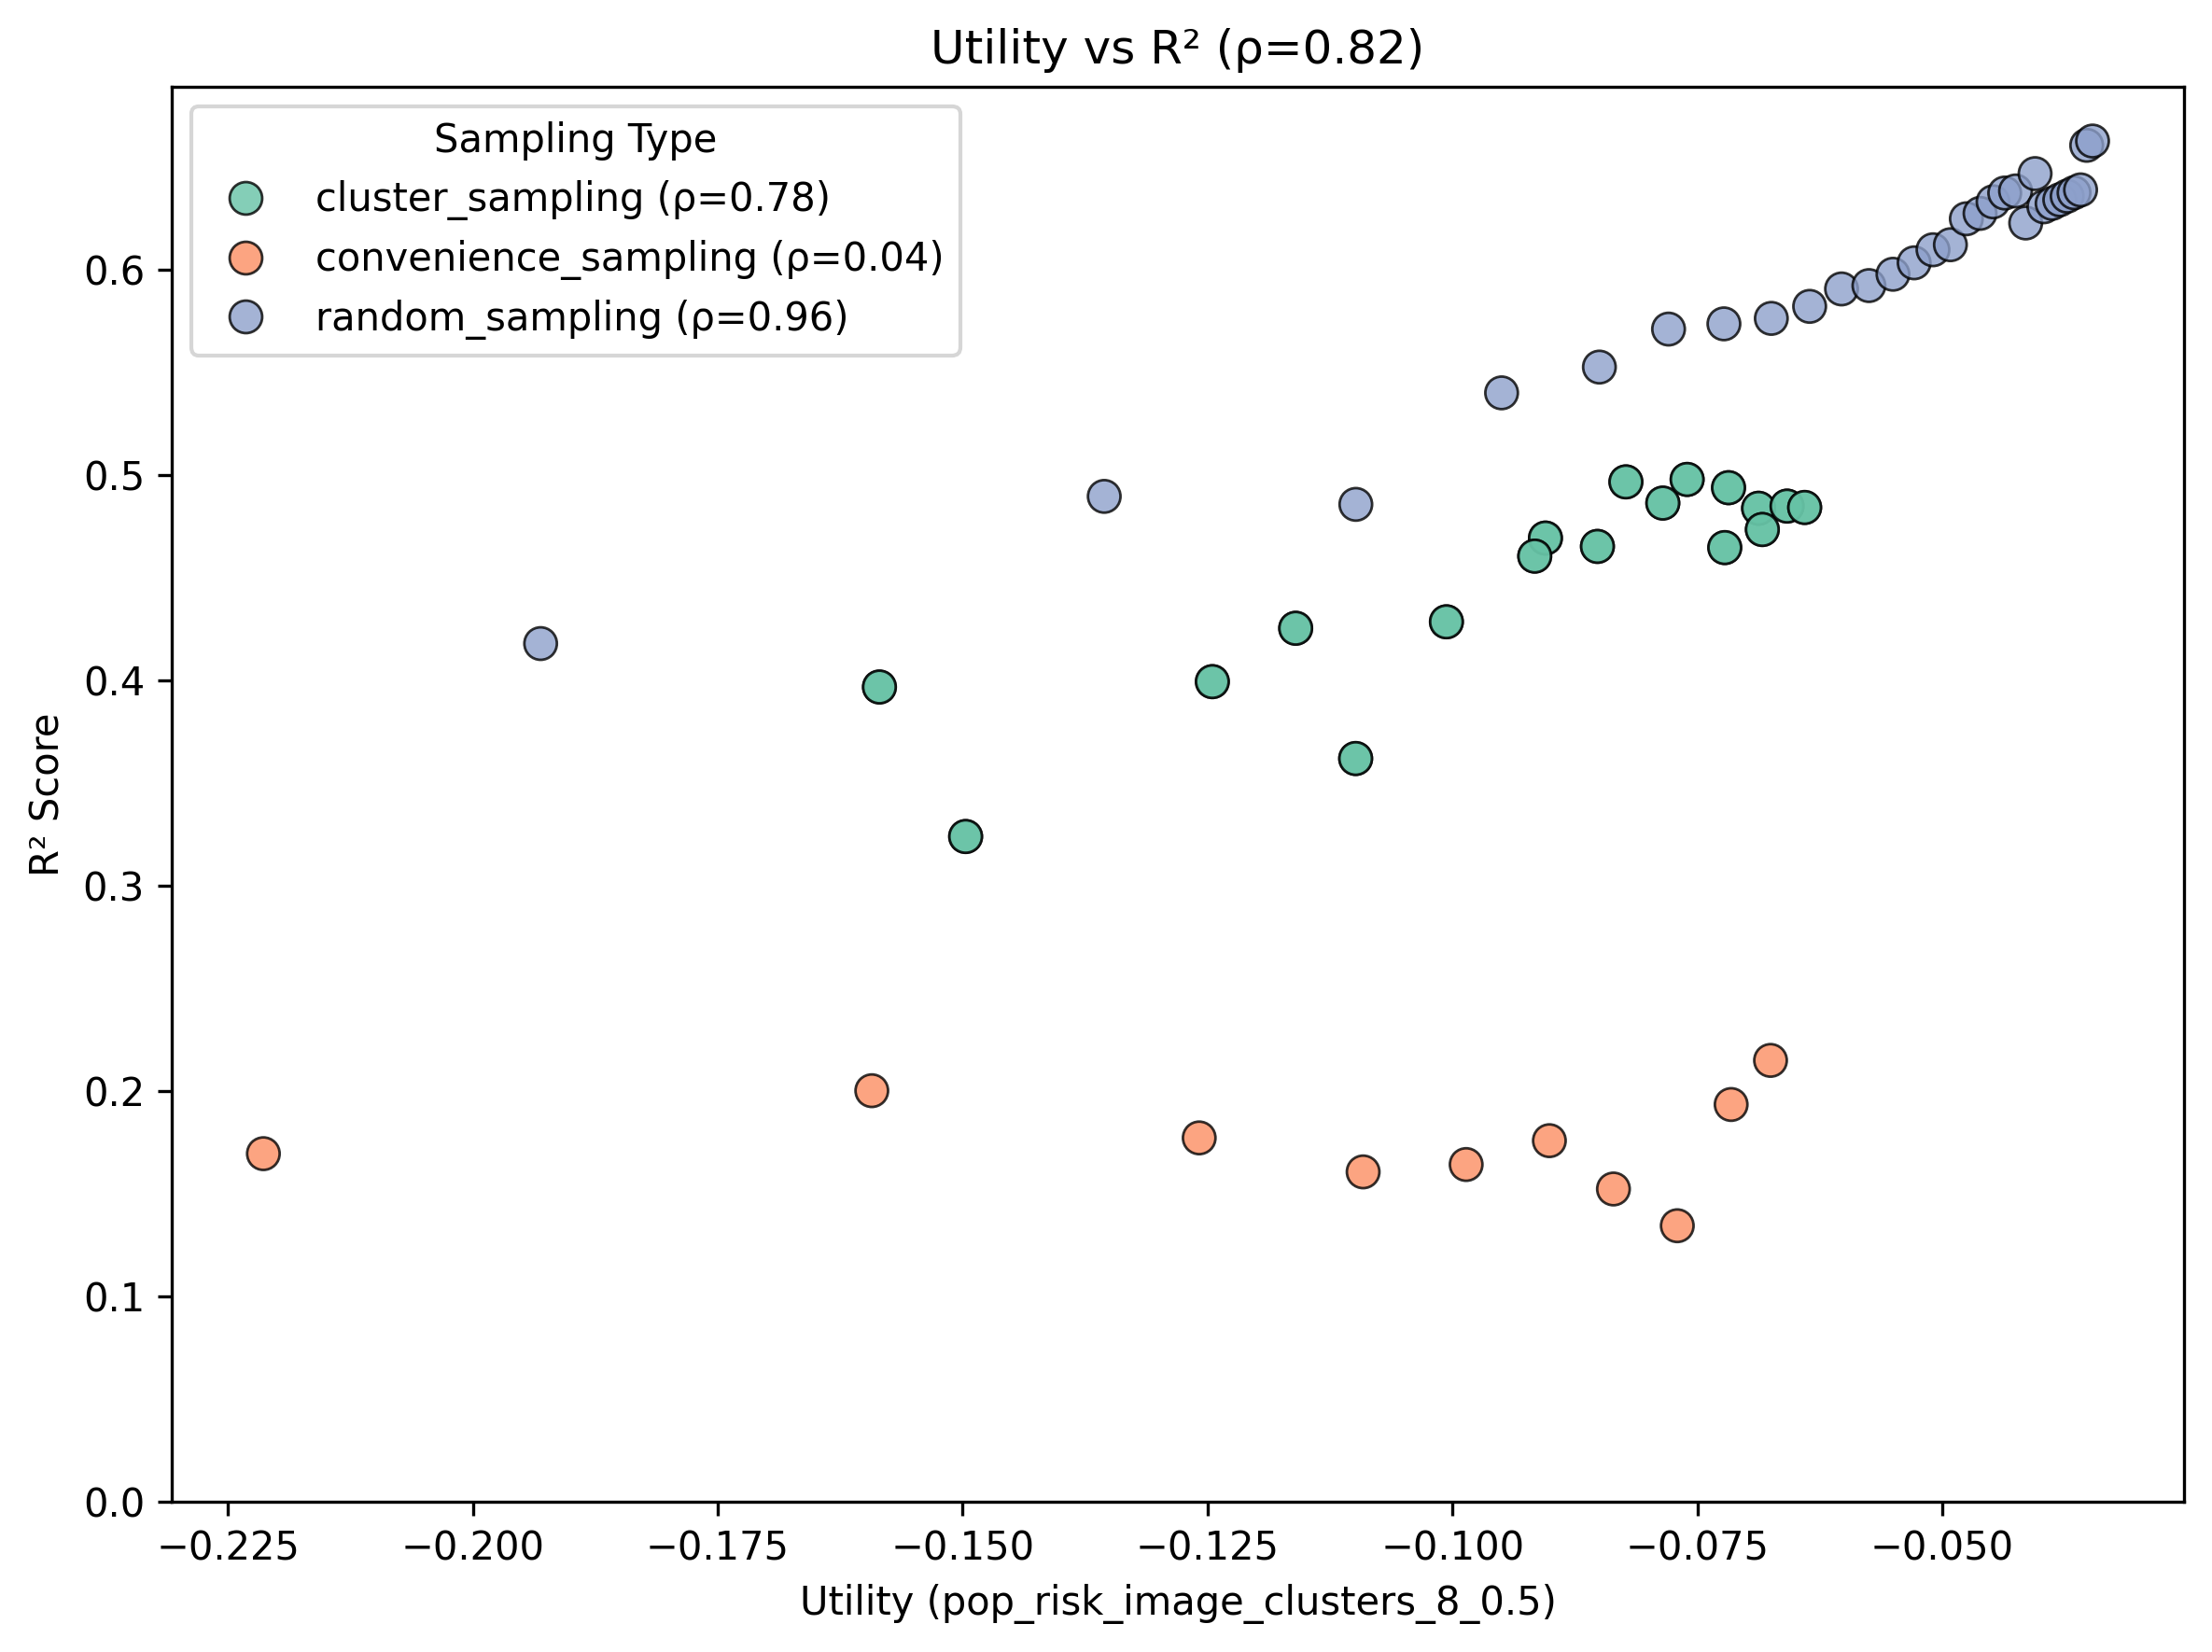 Utility vs R² (ρ=0.82)
Sampling Type
cluster_sampling (ρ=0.78)
convenience_sampling (ρ=0.04)
random_sampling (ρ=0.96)
R² Score
0.6
0.5
0.4
0.3
0.2
0.1
0.0
−0.225 −0.200 −0.175 −0.150 −0.125 −0.100 −0.075 −0.050
Utility (pop_risk_image_clusters_8_0.5)